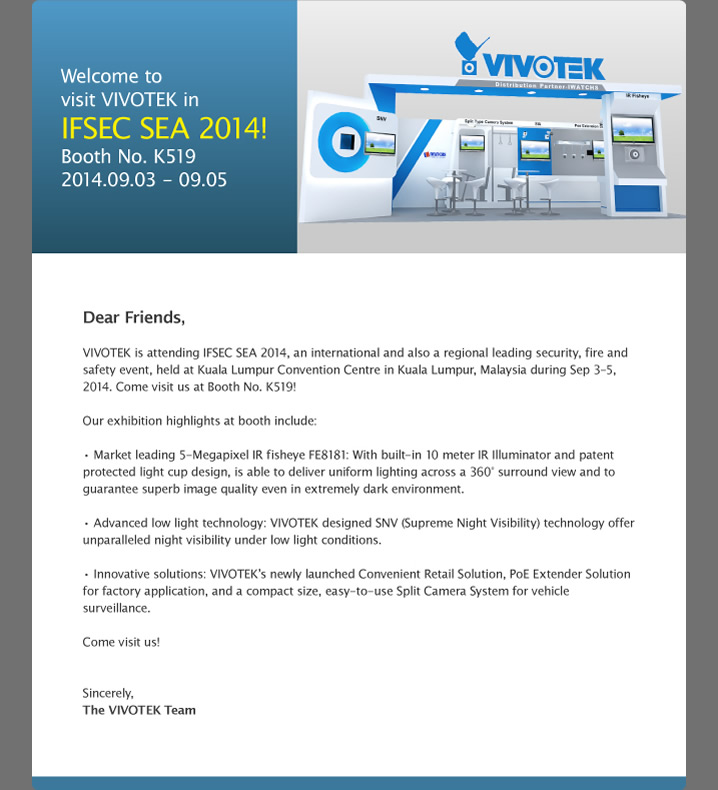 Welcome to
visit VIVOTEK in
IFSEC SEA 2014!
Booth No. K519
2014.09.03 - 09.05
VIVOTEK
Distribution Partner-IWATCHS
IR Fisheye
SNV
Split Type Camera System
Dear Friends,
VIVOTEK is attending IFSEC SEA 2014, an international and also a regional leading security, fire and
safety event, held at Kuala Lumpur Convention Centre in Kuala Lumpur, Malaysia during Sep 3-5,
2014. Come visit us at Booth No. K519!
Our exhibition highlights at booth include:
• Market leading 5-Megapixel IR fisheye FE8181: With built-in 10 meter IR Illuminator and patent
protected light cup design, is able to deliver uniform lighting across a 360° surround view and to
guarantee superb image quality even in extremely dark environment.
• Advanced low light technology: VIVOTEK designed SNV (Supreme Night Visibility) technology offer
unparalleled night visibility under low light conditions.
• Innovative solutions: VIVOTEK's newly launched Convenient Retail Solution, PoE Extender Solution
for factory application, and a compact size, easy-to-use Split Camera System for vehicle
surveillance.
Come visit us!
Sincerely,
The VIVOTEK Team